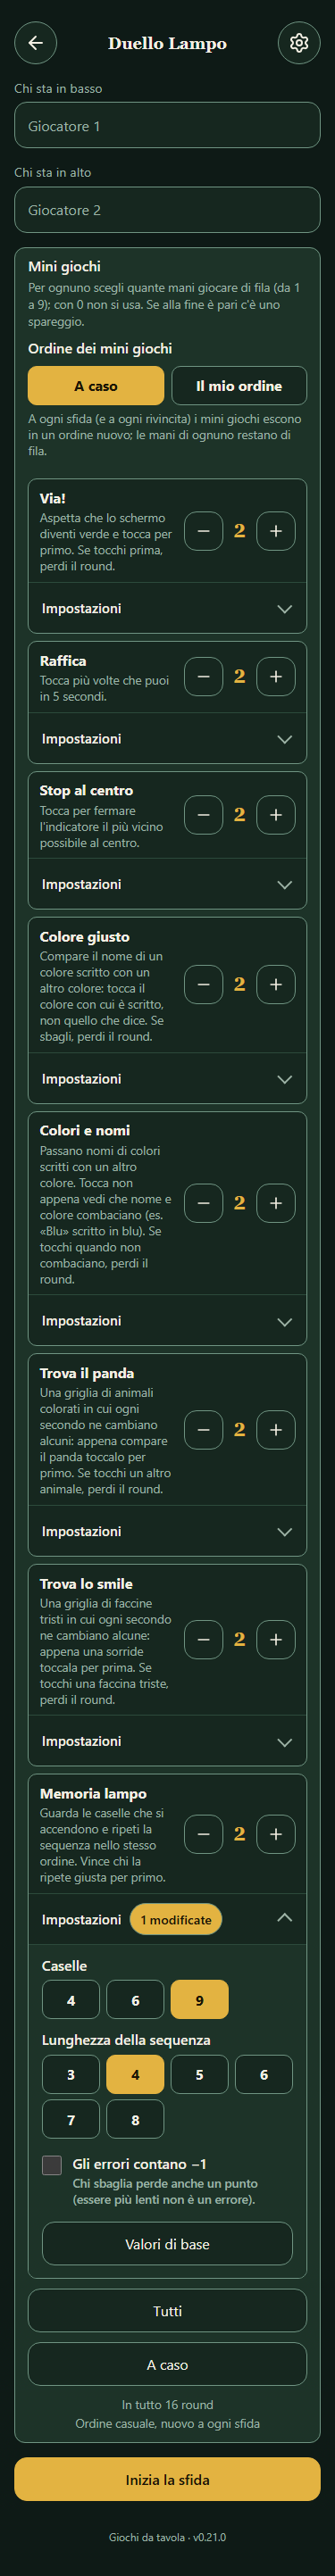 Duello Lampo
Chi sta in basso
Giocatore 1
Chi sta in alto
Giocatore 2
Mini giochi
Per ognuno scegli quante mani giocare di fila (da 1
a 9); con 0 non si usa. Se alla fine è pari c'è uno
spareggio.
Ordine dei mini giochi
A caso
Il mio ordine
A ogni sfida (e a ogni rivincita) i mini giochi escono
in un ordine nuovo; le mani di ognuno restano di
fila.
Via!
Aspetta che lo schermo
diventi verde e tocca per
primo. Se tocchi prima,
perdi il round.
− 2 +
Impostazioni
Raffica
Tocca più volte che puoi
in 5 secondi.
− 2 +
Impostazioni
Stop al centro
Tocca per fermare
l'indicatore il più vicino
possibile al centro.
− 2 +
Impostazioni
Colore giusto
Compare il nome di un
colore scritto con un
altro colore: tocca il
colore con cui è scritto,
non quello che dice. Se
sbagli, perdi il round.
− 2 +
Impostazioni
Colori e nomi
Passano nomi di colori
scritti con un altro
colore. Tocca non
appena vedi che nome e
colore combaciano (es.
«Blu» scritto in blu). Se
tocchi quando non
combaciano, perdi il
round.
− 2 +
Impostazioni
Trova il panda
Una griglia di animali
colorati in cui ogni
secondo ne cambiano
alcuni: appena compare
il panda toccalo per
primo. Se tocchi un altro
animale, perdi il round.
− 2 +
Impostazioni
Trova lo smile
Una griglia di faccine
tristi in cui ogni secondo
ne cambiano alcune:
appena una sorride
toccala per prima. Se
tocchi una faccina triste,
perdi il round.
− 2 +
Impostazioni
Memoria lampo
Guarda le caselle che si
accendono e ripeti la
sequenza nello stesso
ordine. Vince chi la
ripete giusta per primo.
− 2 +
Impostazioni 1 modificate
Caselle
4 6 9
Lunghezza della sequenza
3 4 5 6
7 8
Gli errori contano −1
Chi sbaglia perde anche un punto
(essere più lenti non è un errore).
Valori di base
Tutti
A caso
In tutto 16 round
Ordine casuale, nuovo a ogni sfida
Inizia la sfida
Giochi da tavola · v0.21.0